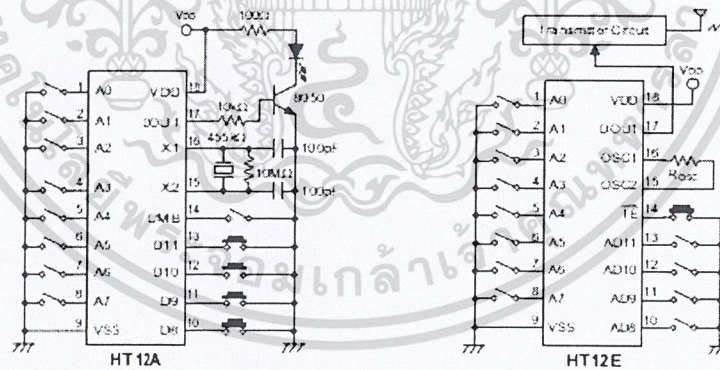 VDD
100Ω
8050
1 A0 VDD 18
2 A1 DOUT 17
10kΩ
3 A2 X1 16
455kΩ
100pF
10MΩ
4 A3 X2 15
100pF
5 A4 L/MB 14
6 A5 D11 13
7 A6 D10 12
8 A7 D9 11
9 VSS D8 10
HT12A
Transmitter Circuit
VDD
1 A0 VDD 18
2 A1 DOUT 17
3 A2 OSC1 16
Rosc
4 A3 OSC2 15
5 A4 TE 14
6 A5 AD11 13
7 A6 AD10 12
8 A7 AD9 11
9 VSS AD8 10
HT12E